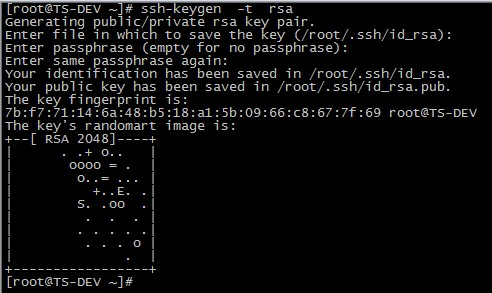 [root@TS-DEV ~]# ssh-keygen  -t  rsa
Generating public/private rsa key pair.
Enter file in which to save the key (/root/.ssh/id_rsa):
Enter passphrase (empty for no passphrase):
Enter same passphrase again:
Your identification has been saved in /root/.ssh/id_rsa.
Your public key has been saved in /root/.ssh/id_rsa.pub.
The key fingerprint is:
7b:f7:71:14:6a:48:b5:18:a1:5b:09:66:c8:67:7f:69 root@TS-DEV
The key's randomart image is:
+--[ RSA 2048]----+
|      . .+ o..   |
|       oooo = .  |
|        o..= ... |
|          +..E. .|
|        S. .oo  .|
|         .  .  . |
|        . . . . .|
|         . . . o |
|              .  |
+-----------------+
[root@TS-DEV ~]#